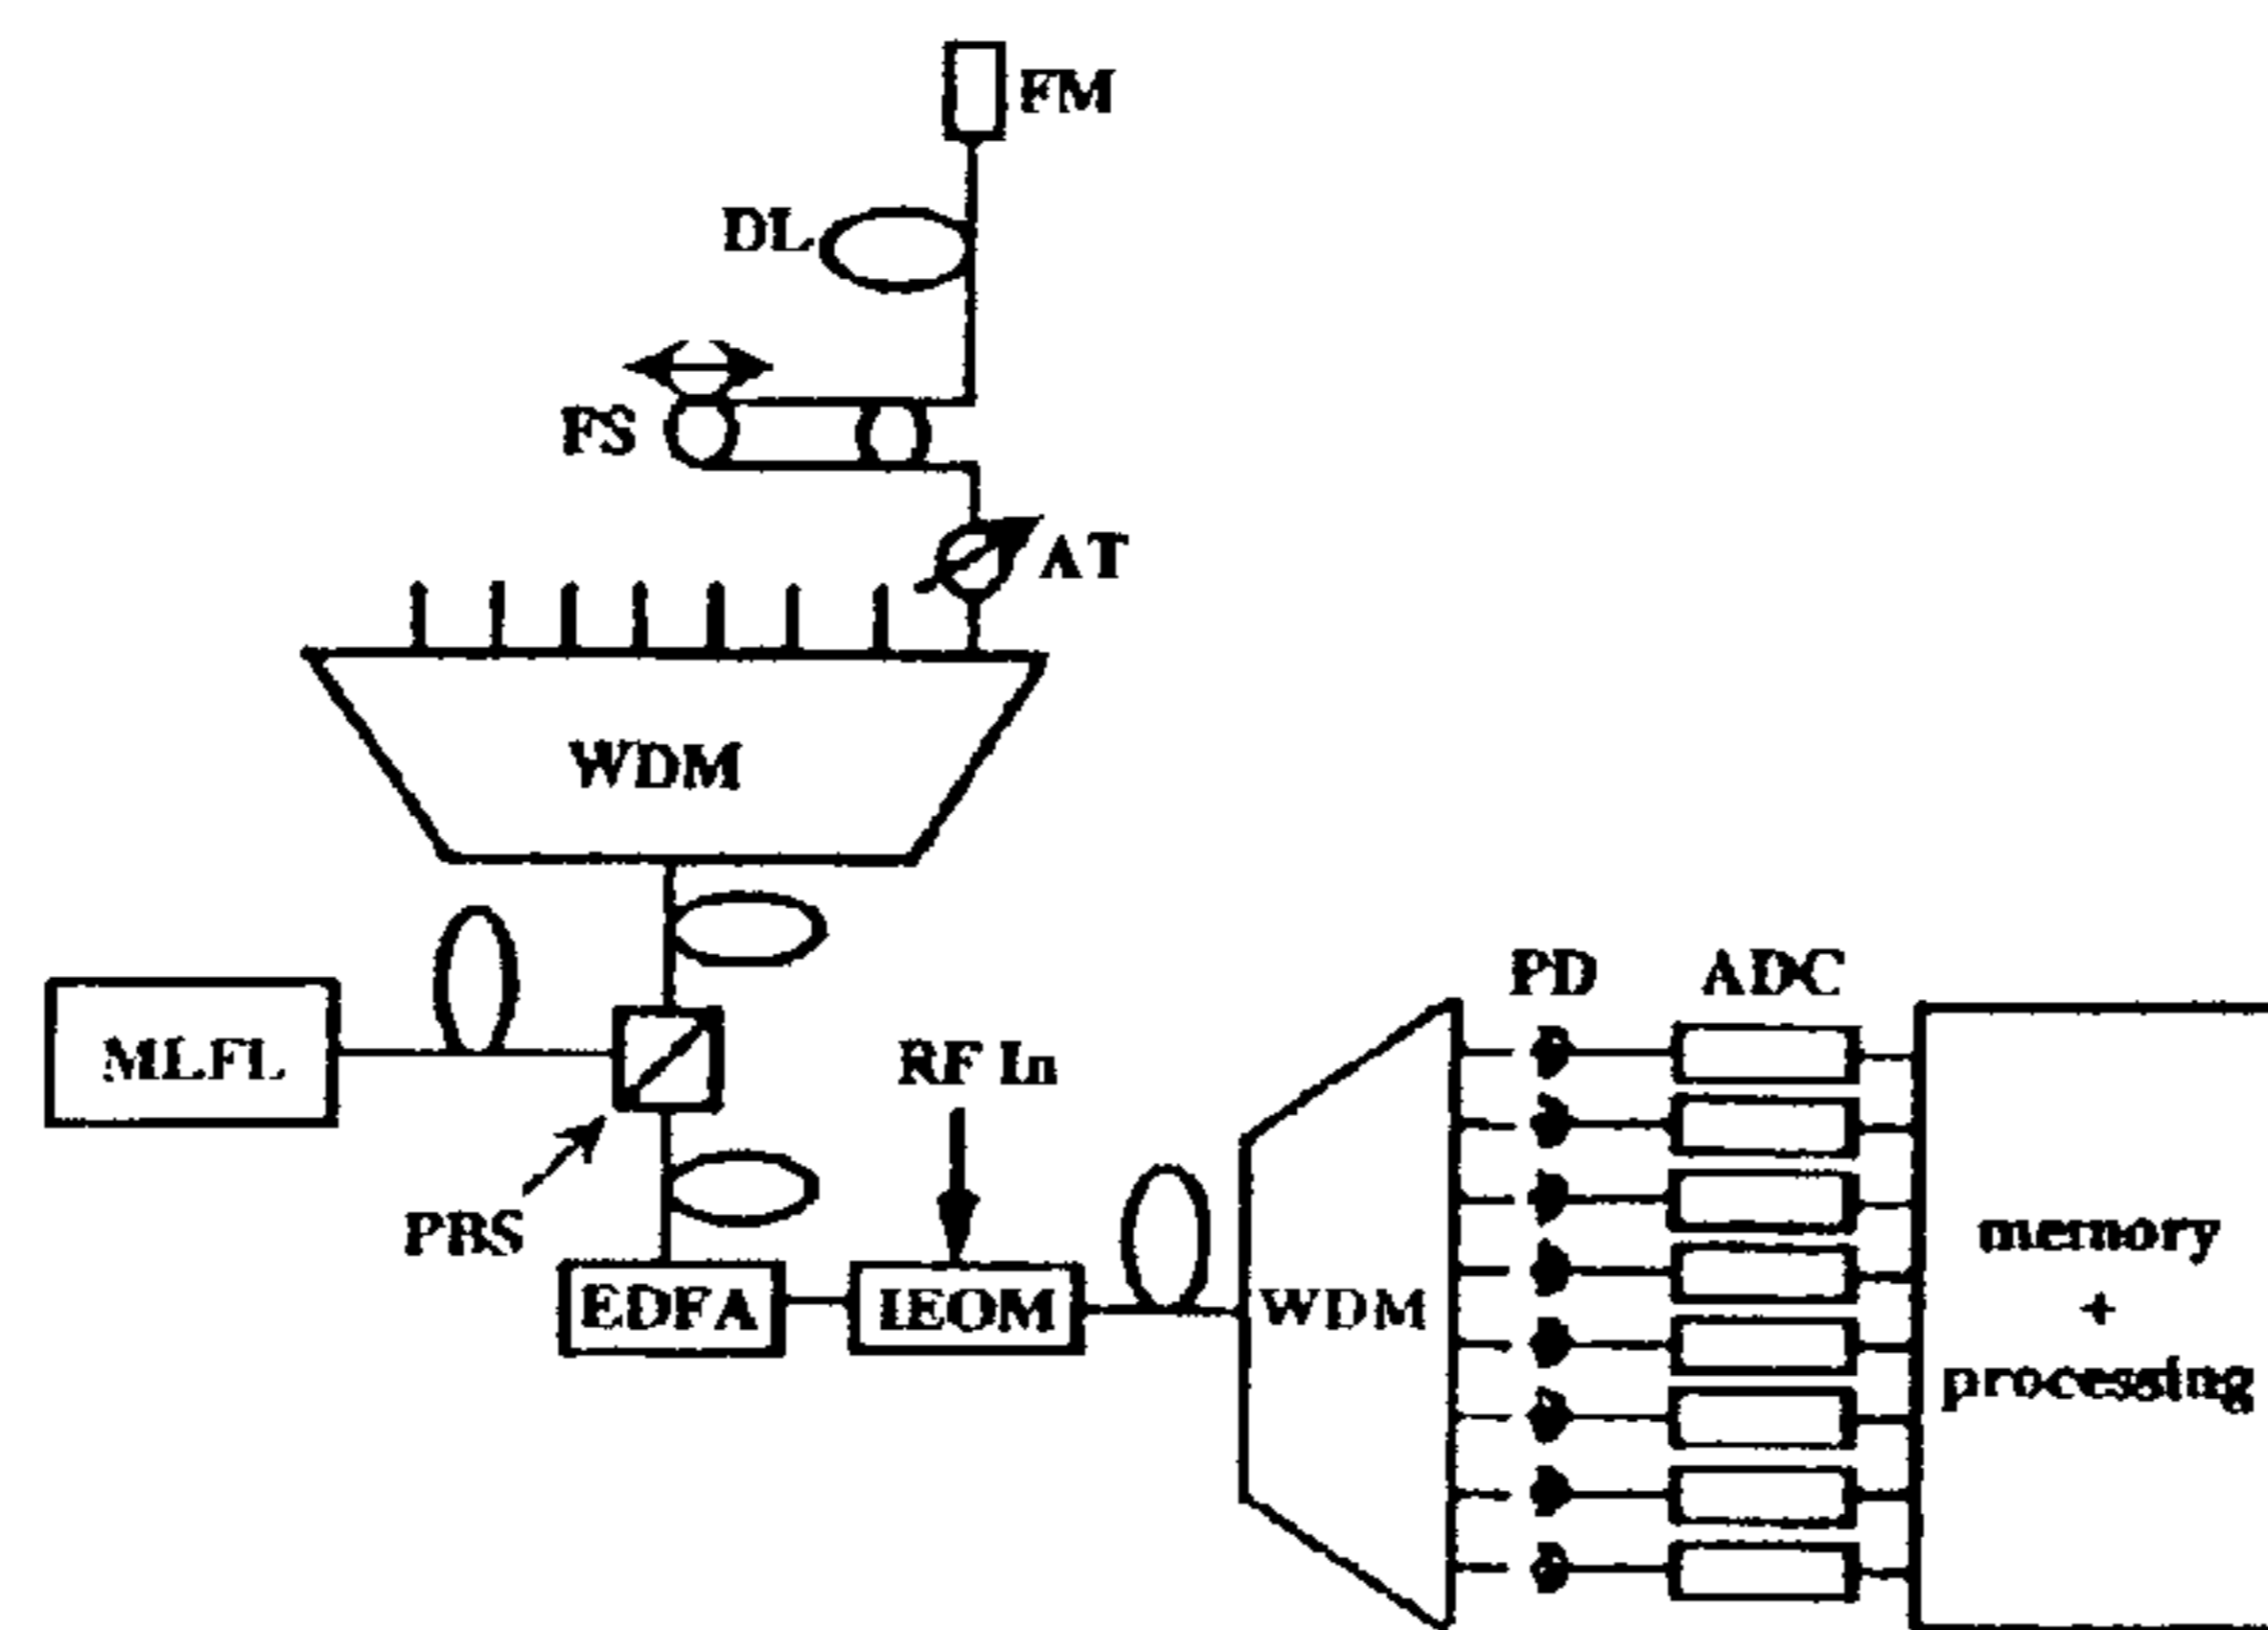 FM
DL
FS
AT
WDM
MLFL
PBS
RF In
EDFA
IEOM
WDM
PD
ADC
memory
+
processing